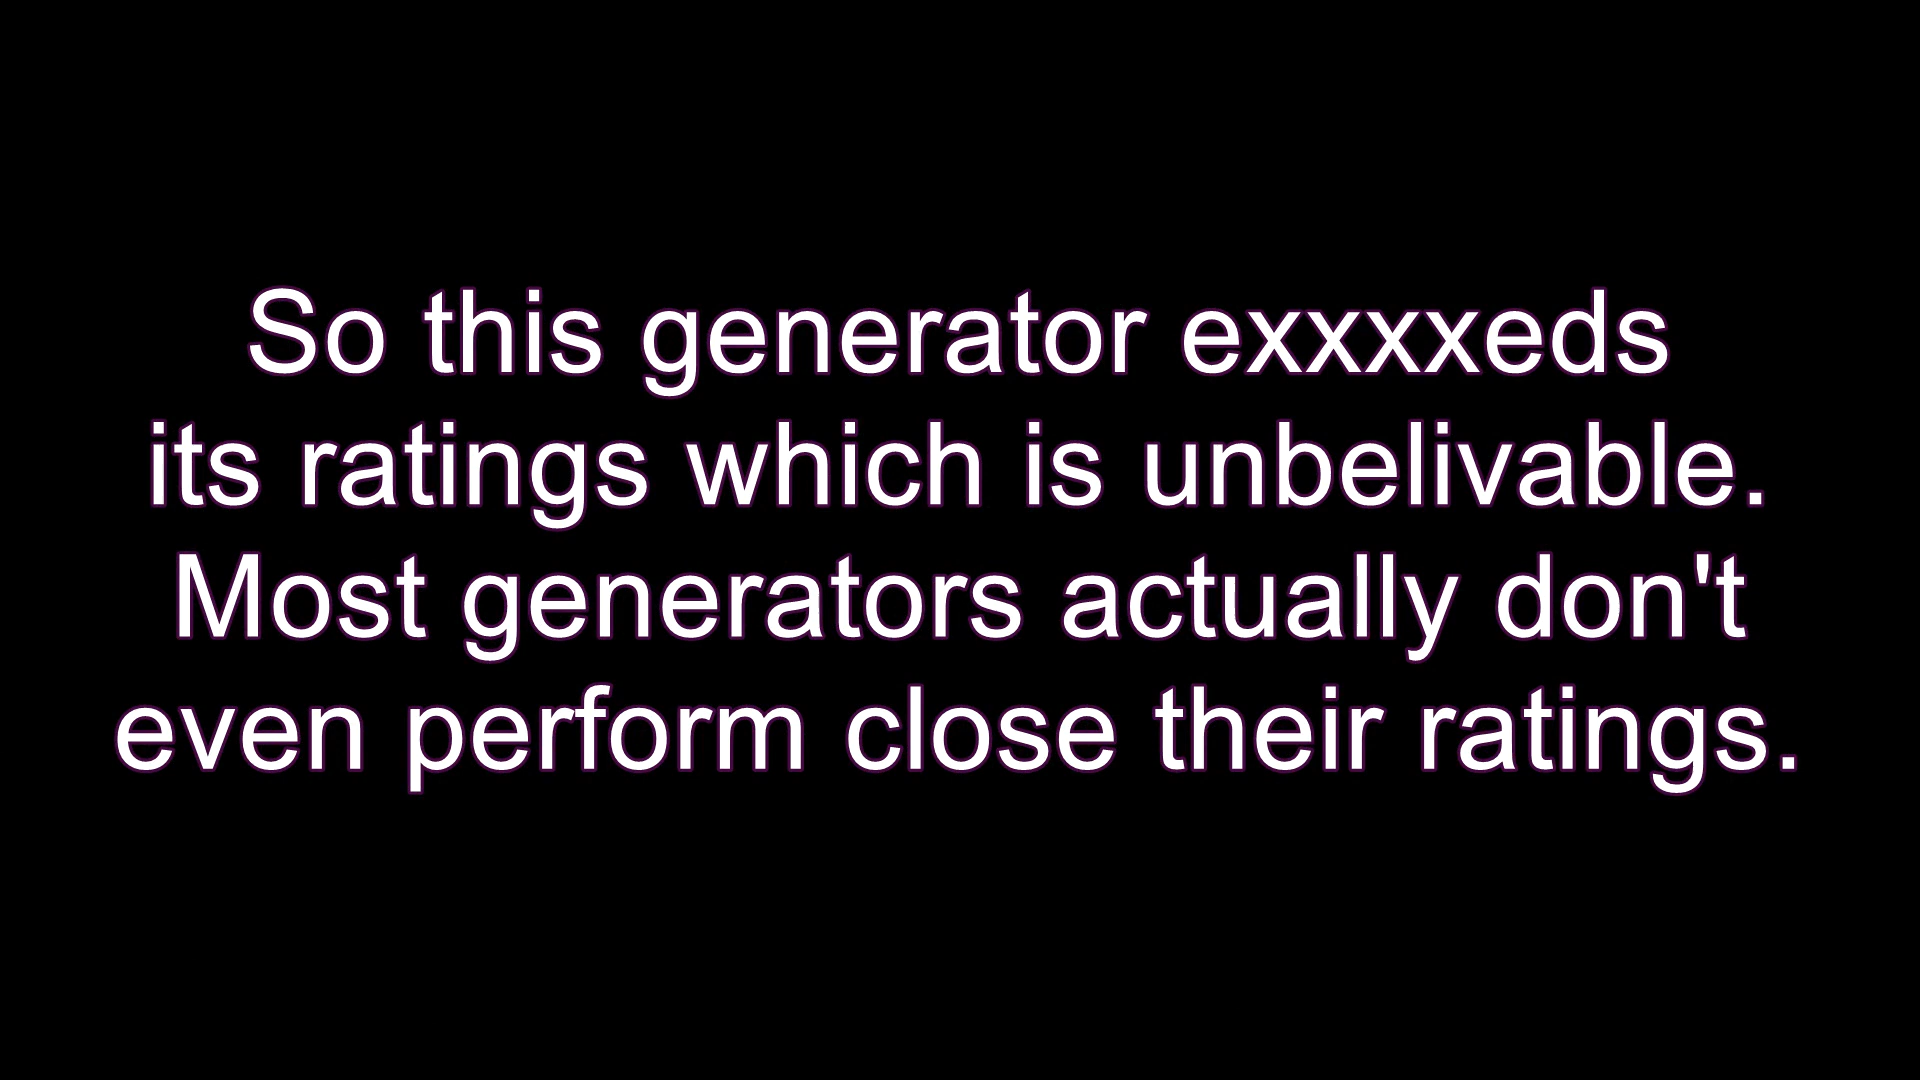 So this generator exxxxeds
its ratings which is unbelivable.
Most generators actually don't
even perform close their ratings.